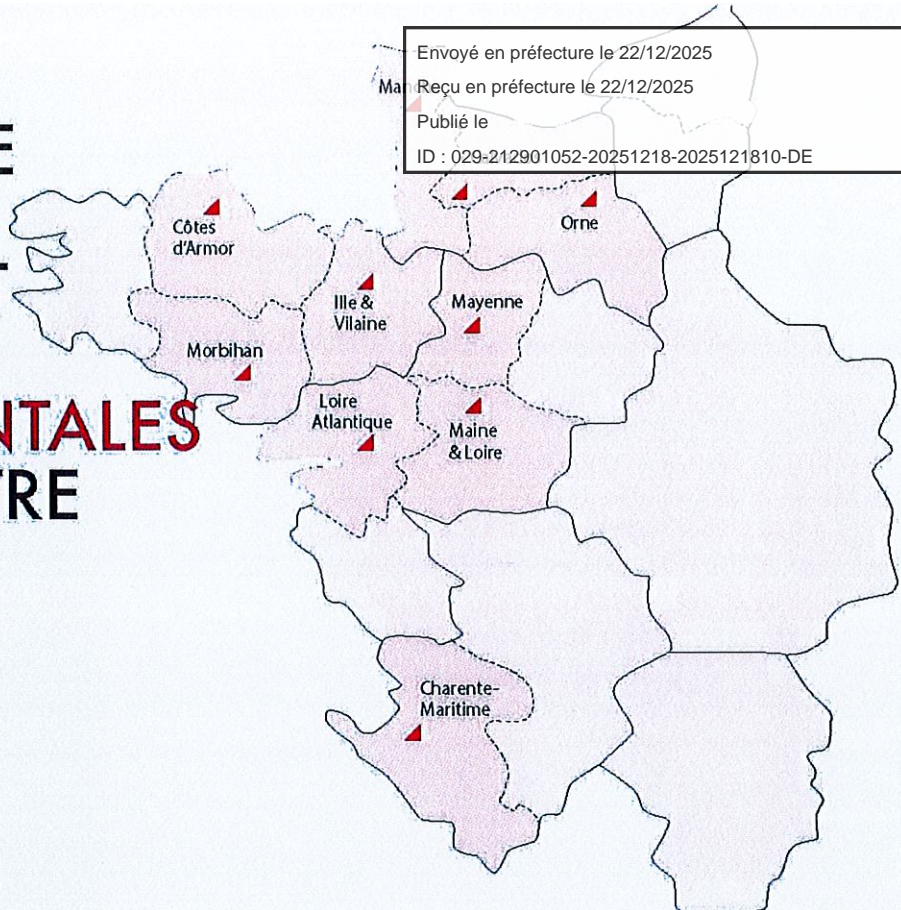 Envoyé en préfecture le 22/12/2025
Reçu en préfecture le 22/12/2025
Publié le
ID : 029-212901052-20251218-2025121810-DE
Côtes
d'Armor
Orne
Ille &
Vilaine
Mayenne
Morbihan
Loire
Atlantique
Maine
& Loire
NTALES
TRE
Charente-
Maritime